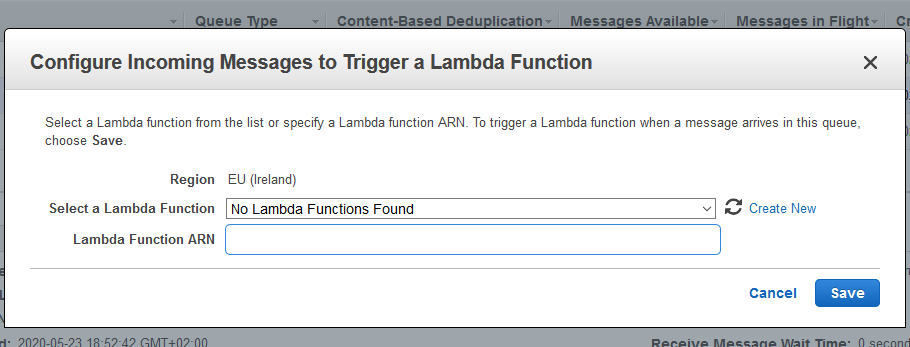 Queue Type Content-Based Deduplication Messages Available Messages in Flight
Configure Incoming Messages to Trigger a Lambda Function
Select a Lambda function from the list or specify a Lambda function ARN. To trigger a Lambda function when a message arrives in this queue,
choose Save.
Region EU (Ireland)
Select a Lambda Function No Lambda Functions Found Create New
Lambda Function ARN
Cancel Save
2020-05-23 18:52:42 GMT+02:00 Receive Message Wait Time: 0